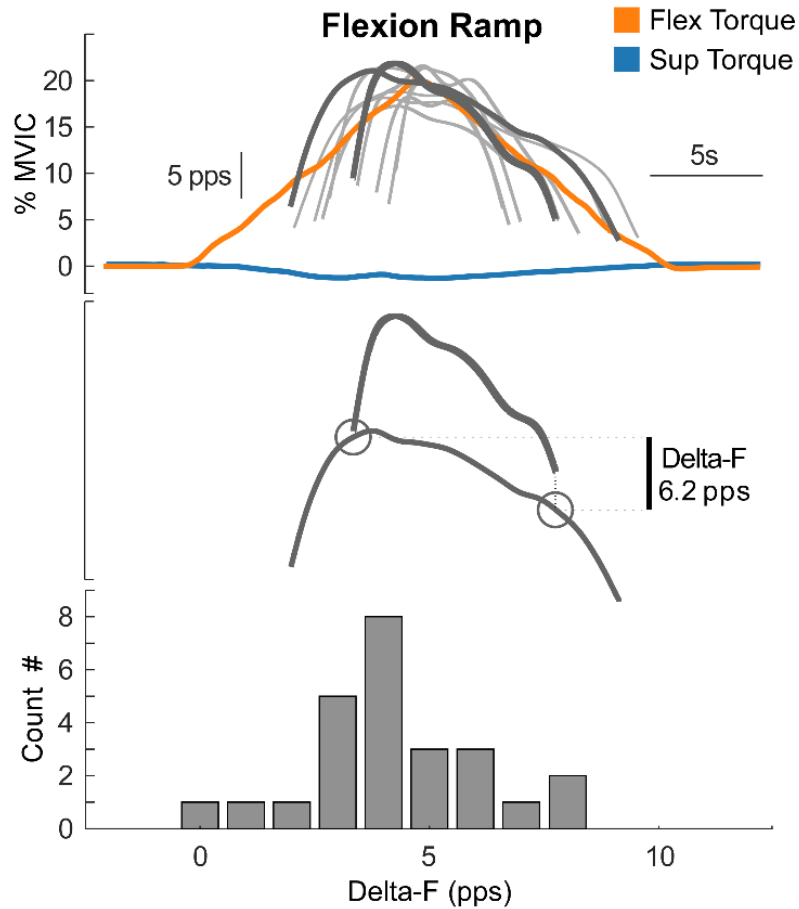 Flexion Ramp
Flex Torque
Sup Torque
% MVIC
20
15
10
5
0
5 pps
5s
Delta-F
6.2 pps
Count #
8
6
4
2
0
0
5
10
Delta-F (pps)